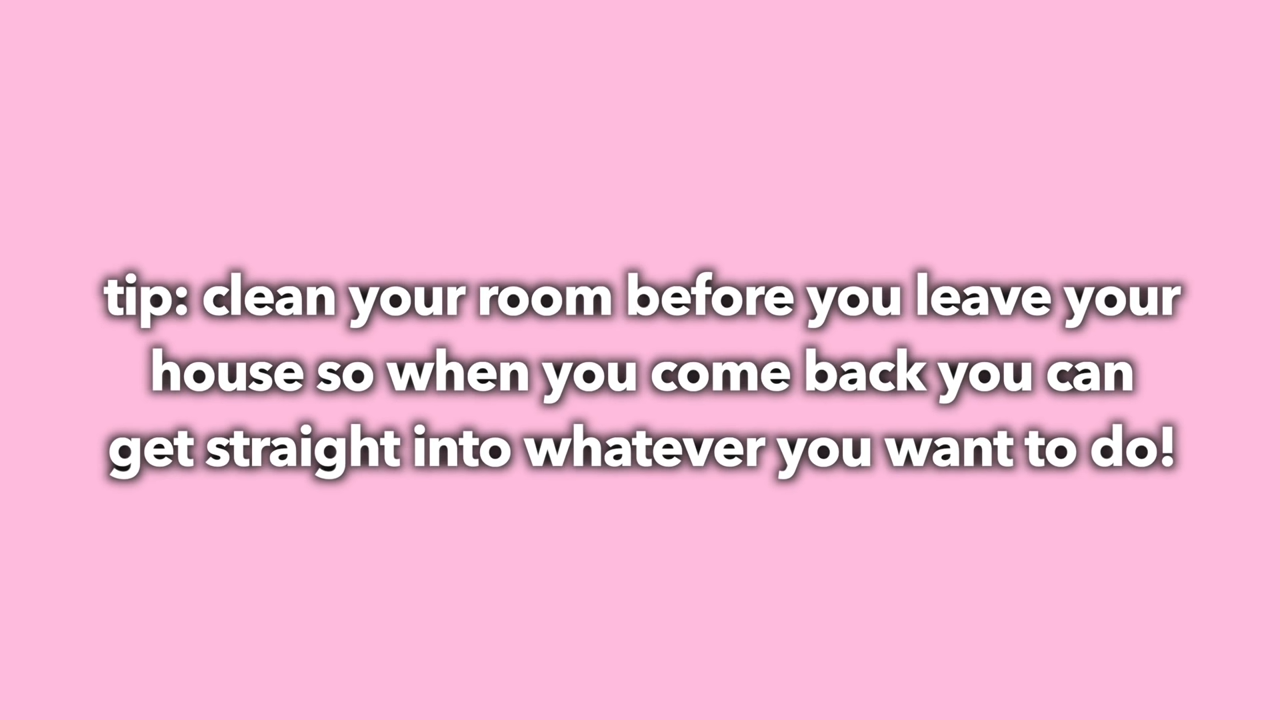 tip: clean your room before you leave your
house so when you come back you can
get straight into whatever you want to do!